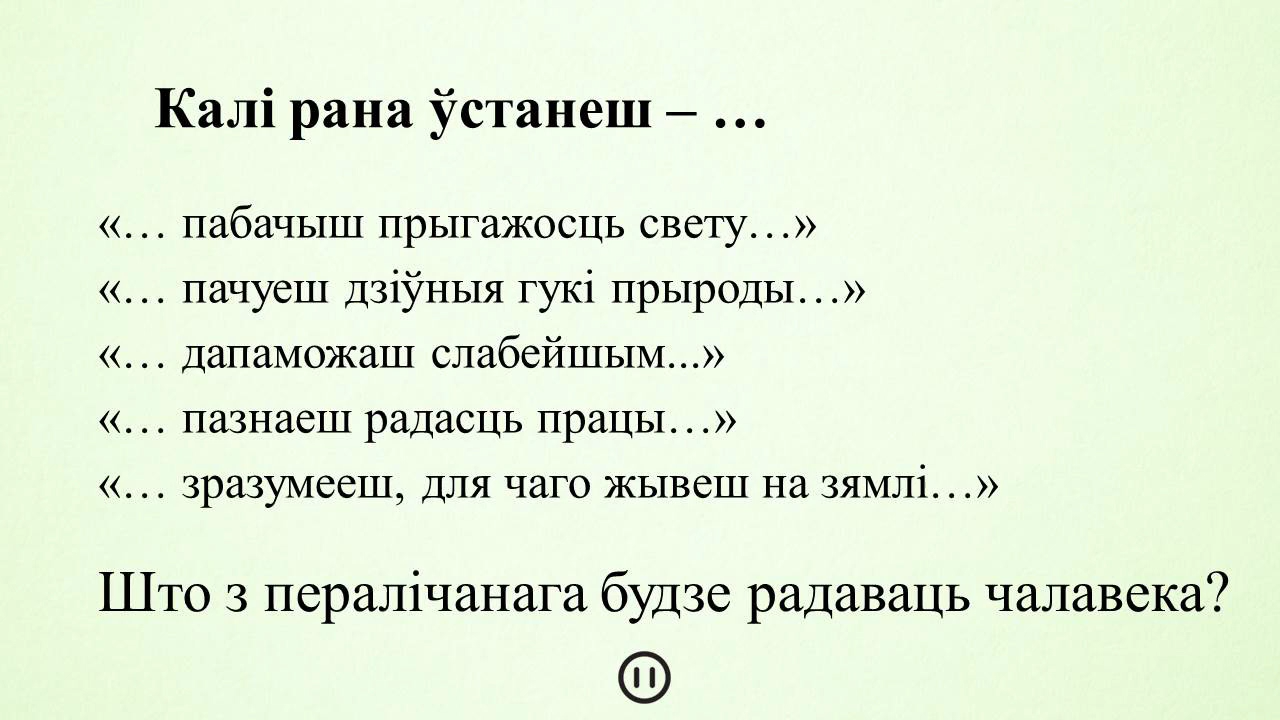 Калі рана ўстанеш – …
«… пабачыш прыгажосць свету…»
«… пачуеш дзіўныя гукі прыроды…»
«… дапаможаш слабейшым...»
«… пазнаеш радасць працы…»
«… зразумееш, для чаго жывеш на зямлі…»
Што з пералічанага будзе радаваць чалавека?